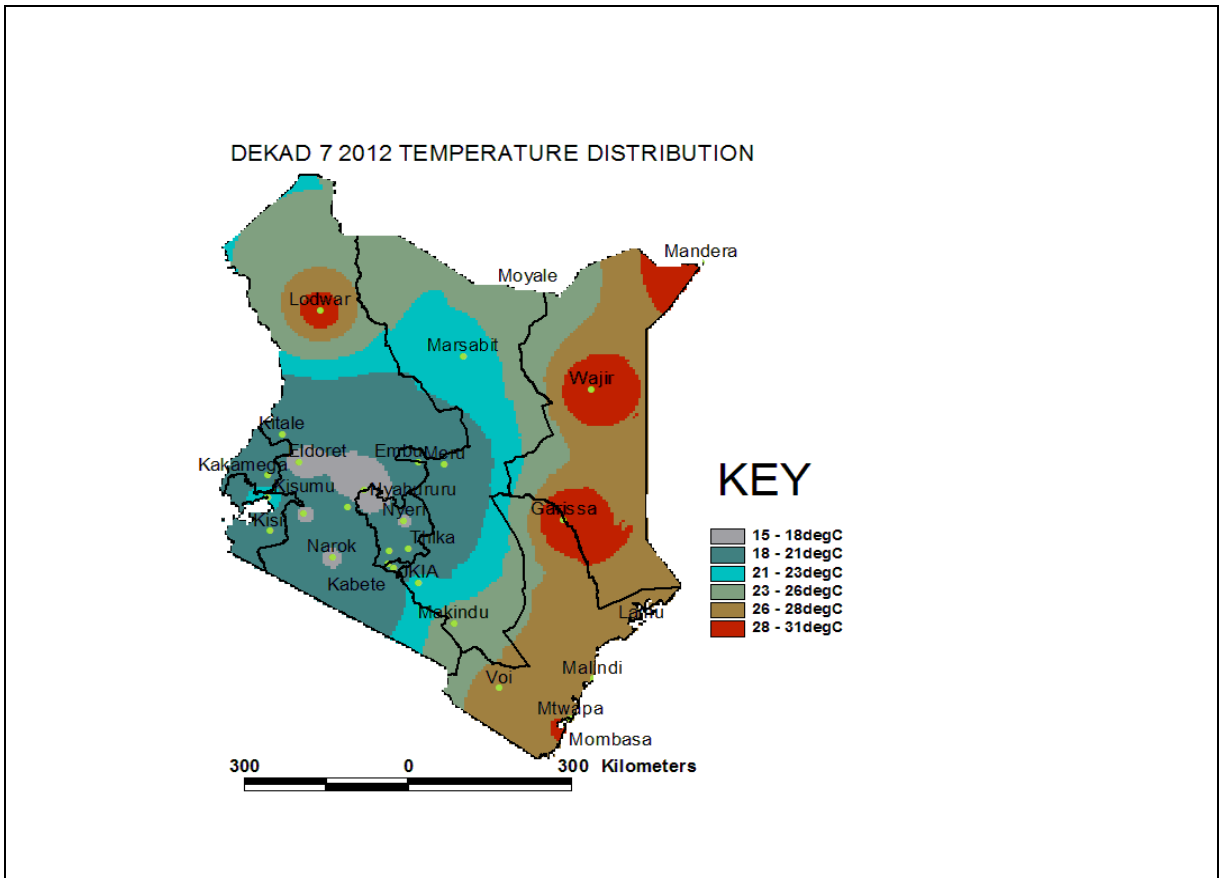 DEKAD 7 2012 TEMPERATURE DISTRIBUTION
Mandera
Moyale
Lodwar
Marsabit
Wajir
Kitale
Eldoret
Embu
Meru
Kakamega
Kisumu
Nyahururu
KEY
Kisii
Nyeri
Garissa
Thika
Narok
JKIA
Kabete
Makindu
Lamu
Malindi
Voi
Mtwapa
Mombasa
15 - 18degC
18 - 21degC
21 - 23degC
23 - 26degC
26 - 28degC
28 - 31degC
300 0 300 Kilometers